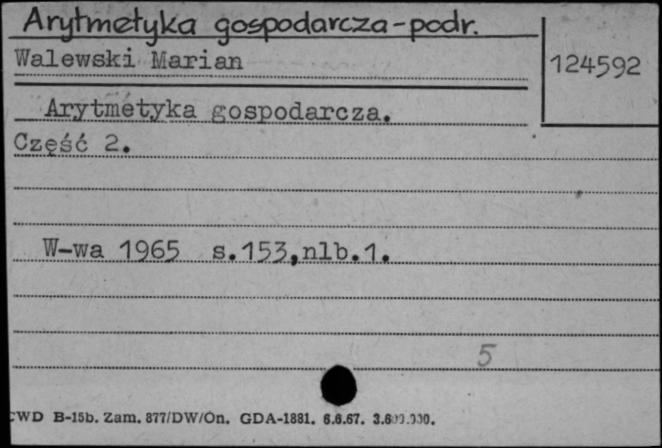 Arytmetyka gospodarcza-podr.
Walewski Marian
124592
Arytmetyka gospodarcza.
Część 2.
W-wa 1965 s.153,nlb.1.
5
CWD B-15b. Zam. 877/DW/On. GDA-1881. 6.6.67.